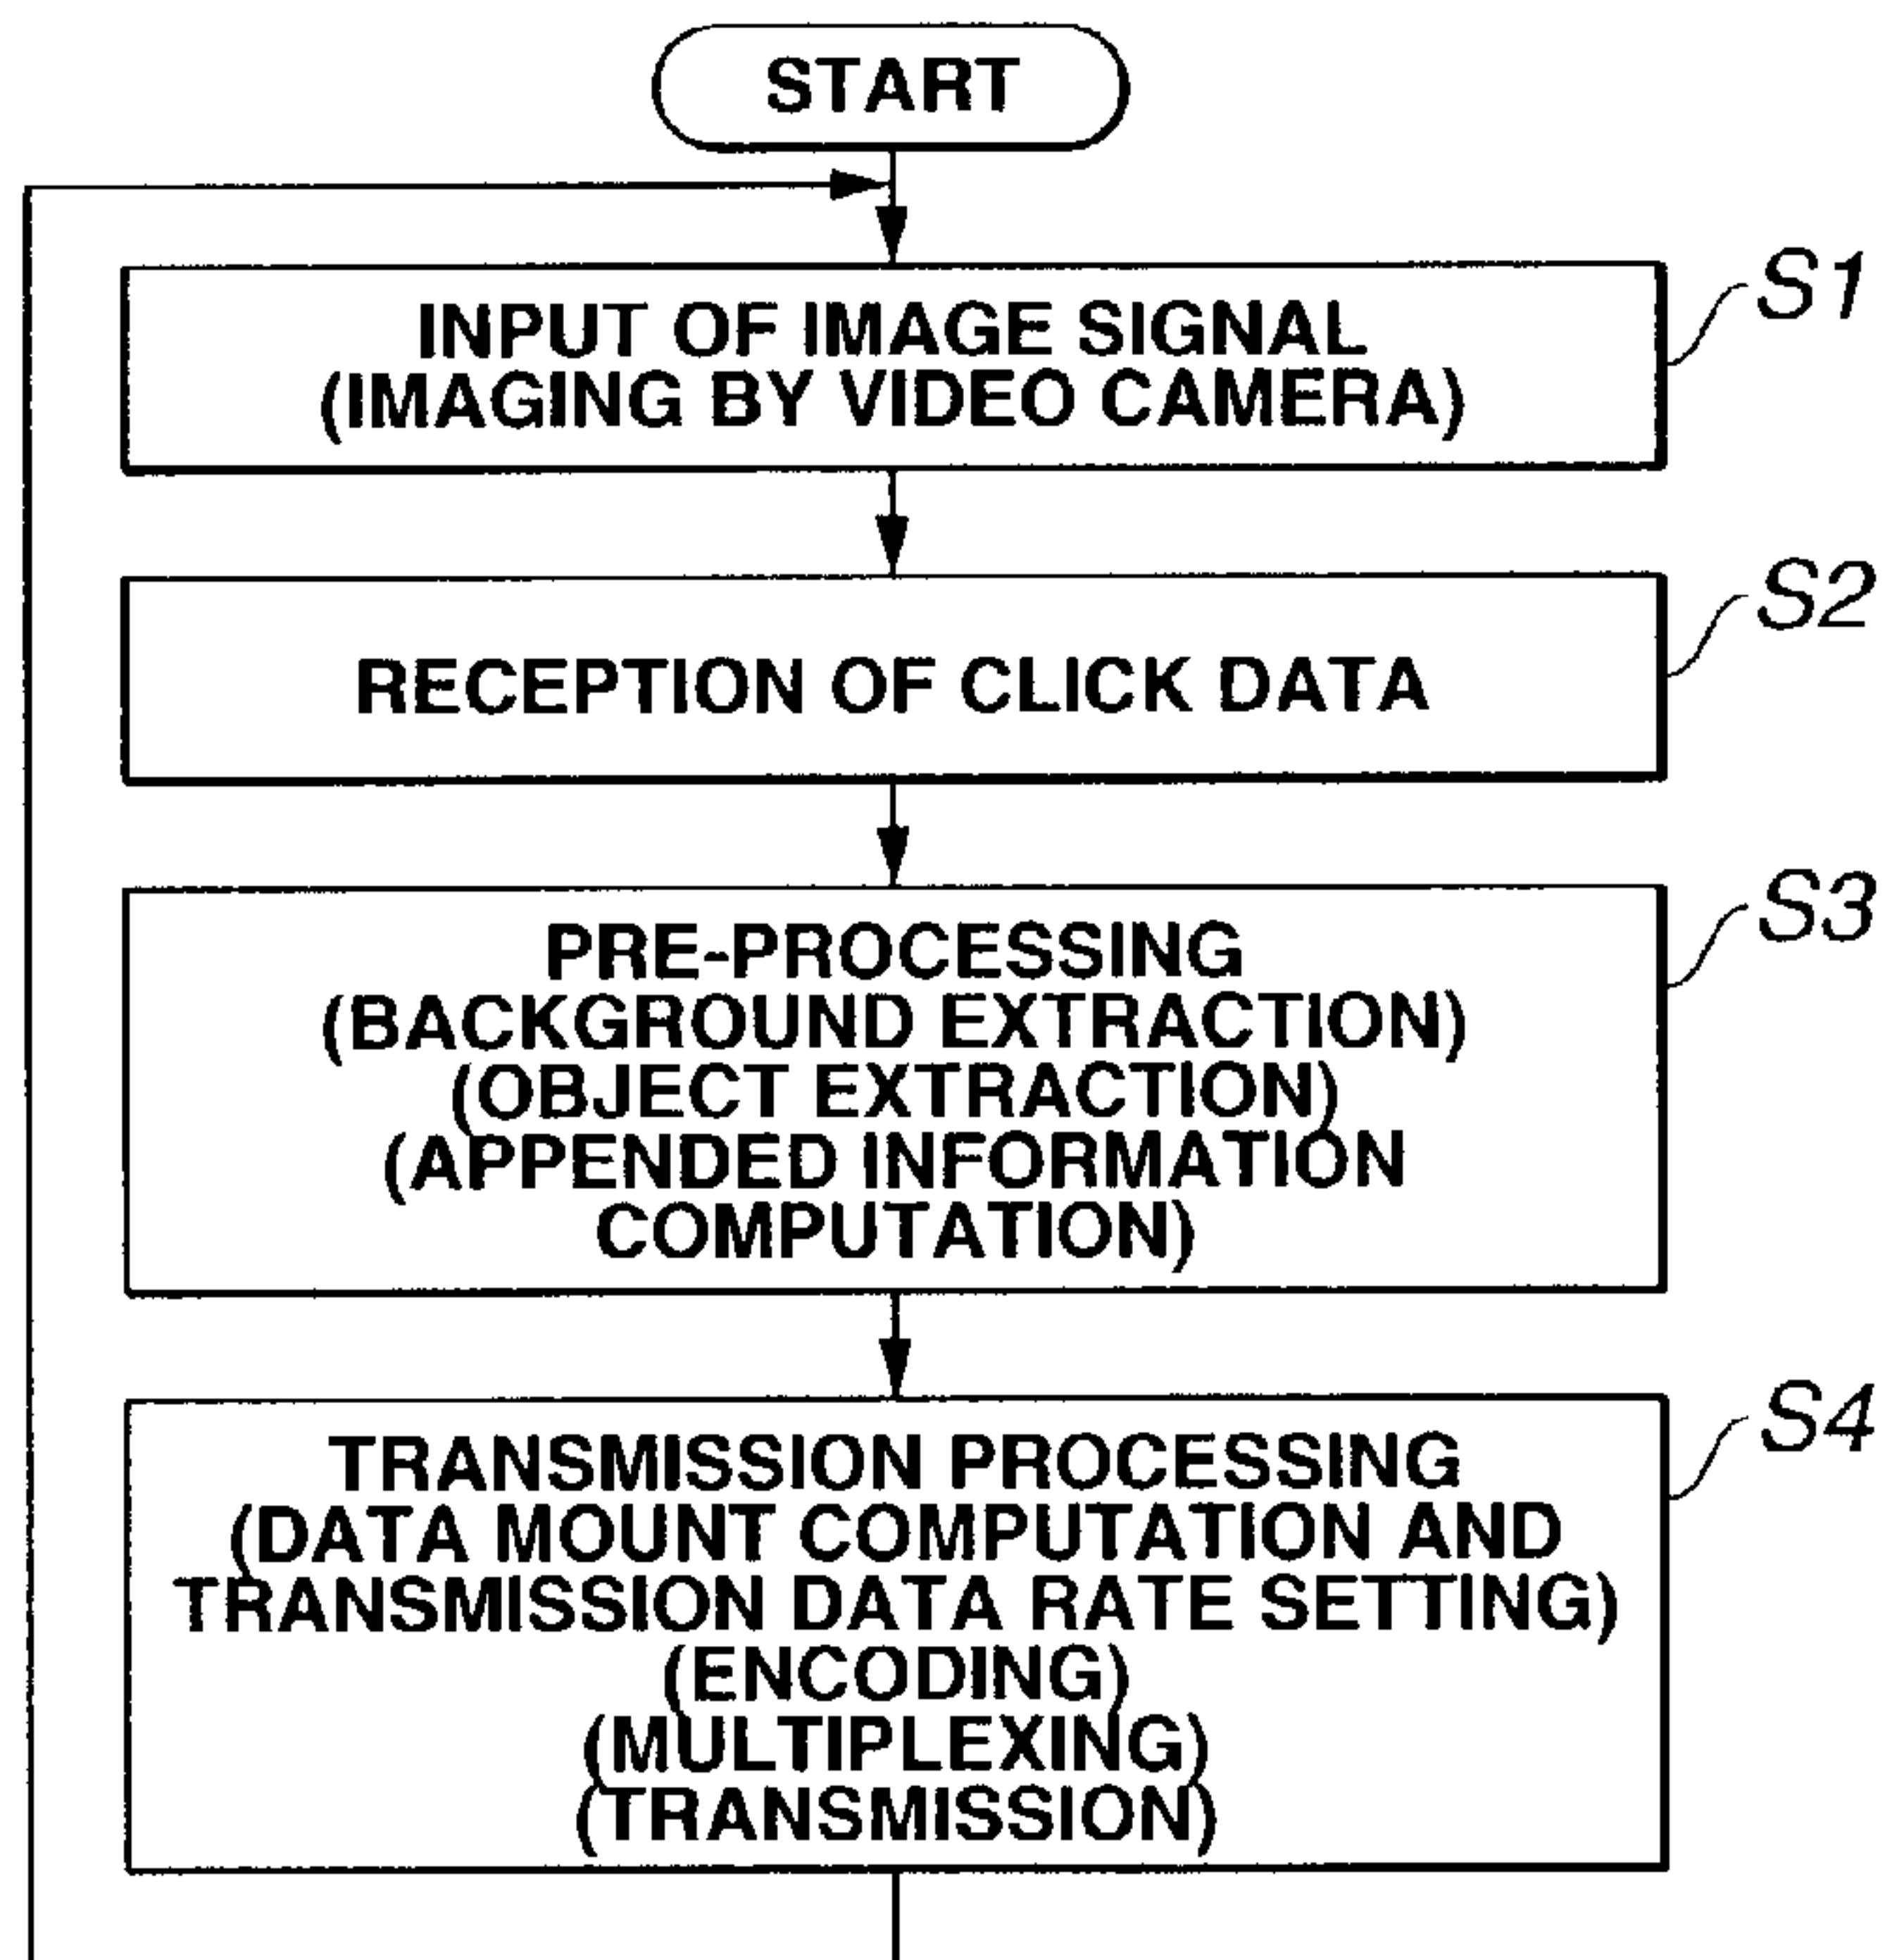 START
INPUT OF IMAGE SIGNAL
(IMAGING BY VIDEO CAMERA)
S1
RECEPTION OF CLICK DATA
S2
PRE-PROCESSING
(BACKGROUND EXTRACTION)
(OBJECT EXTRACTION)
(APPENDED INFORMATION
COMPUTATION)
S3
TRANSMISSION PROCESSING
(DATA MOUNT COMPUTATION AND
TRANSMISSION DATA RATE SETTING)
(ENCODING)
(MULTIPLEXING)
(TRANSMISSION)
S4